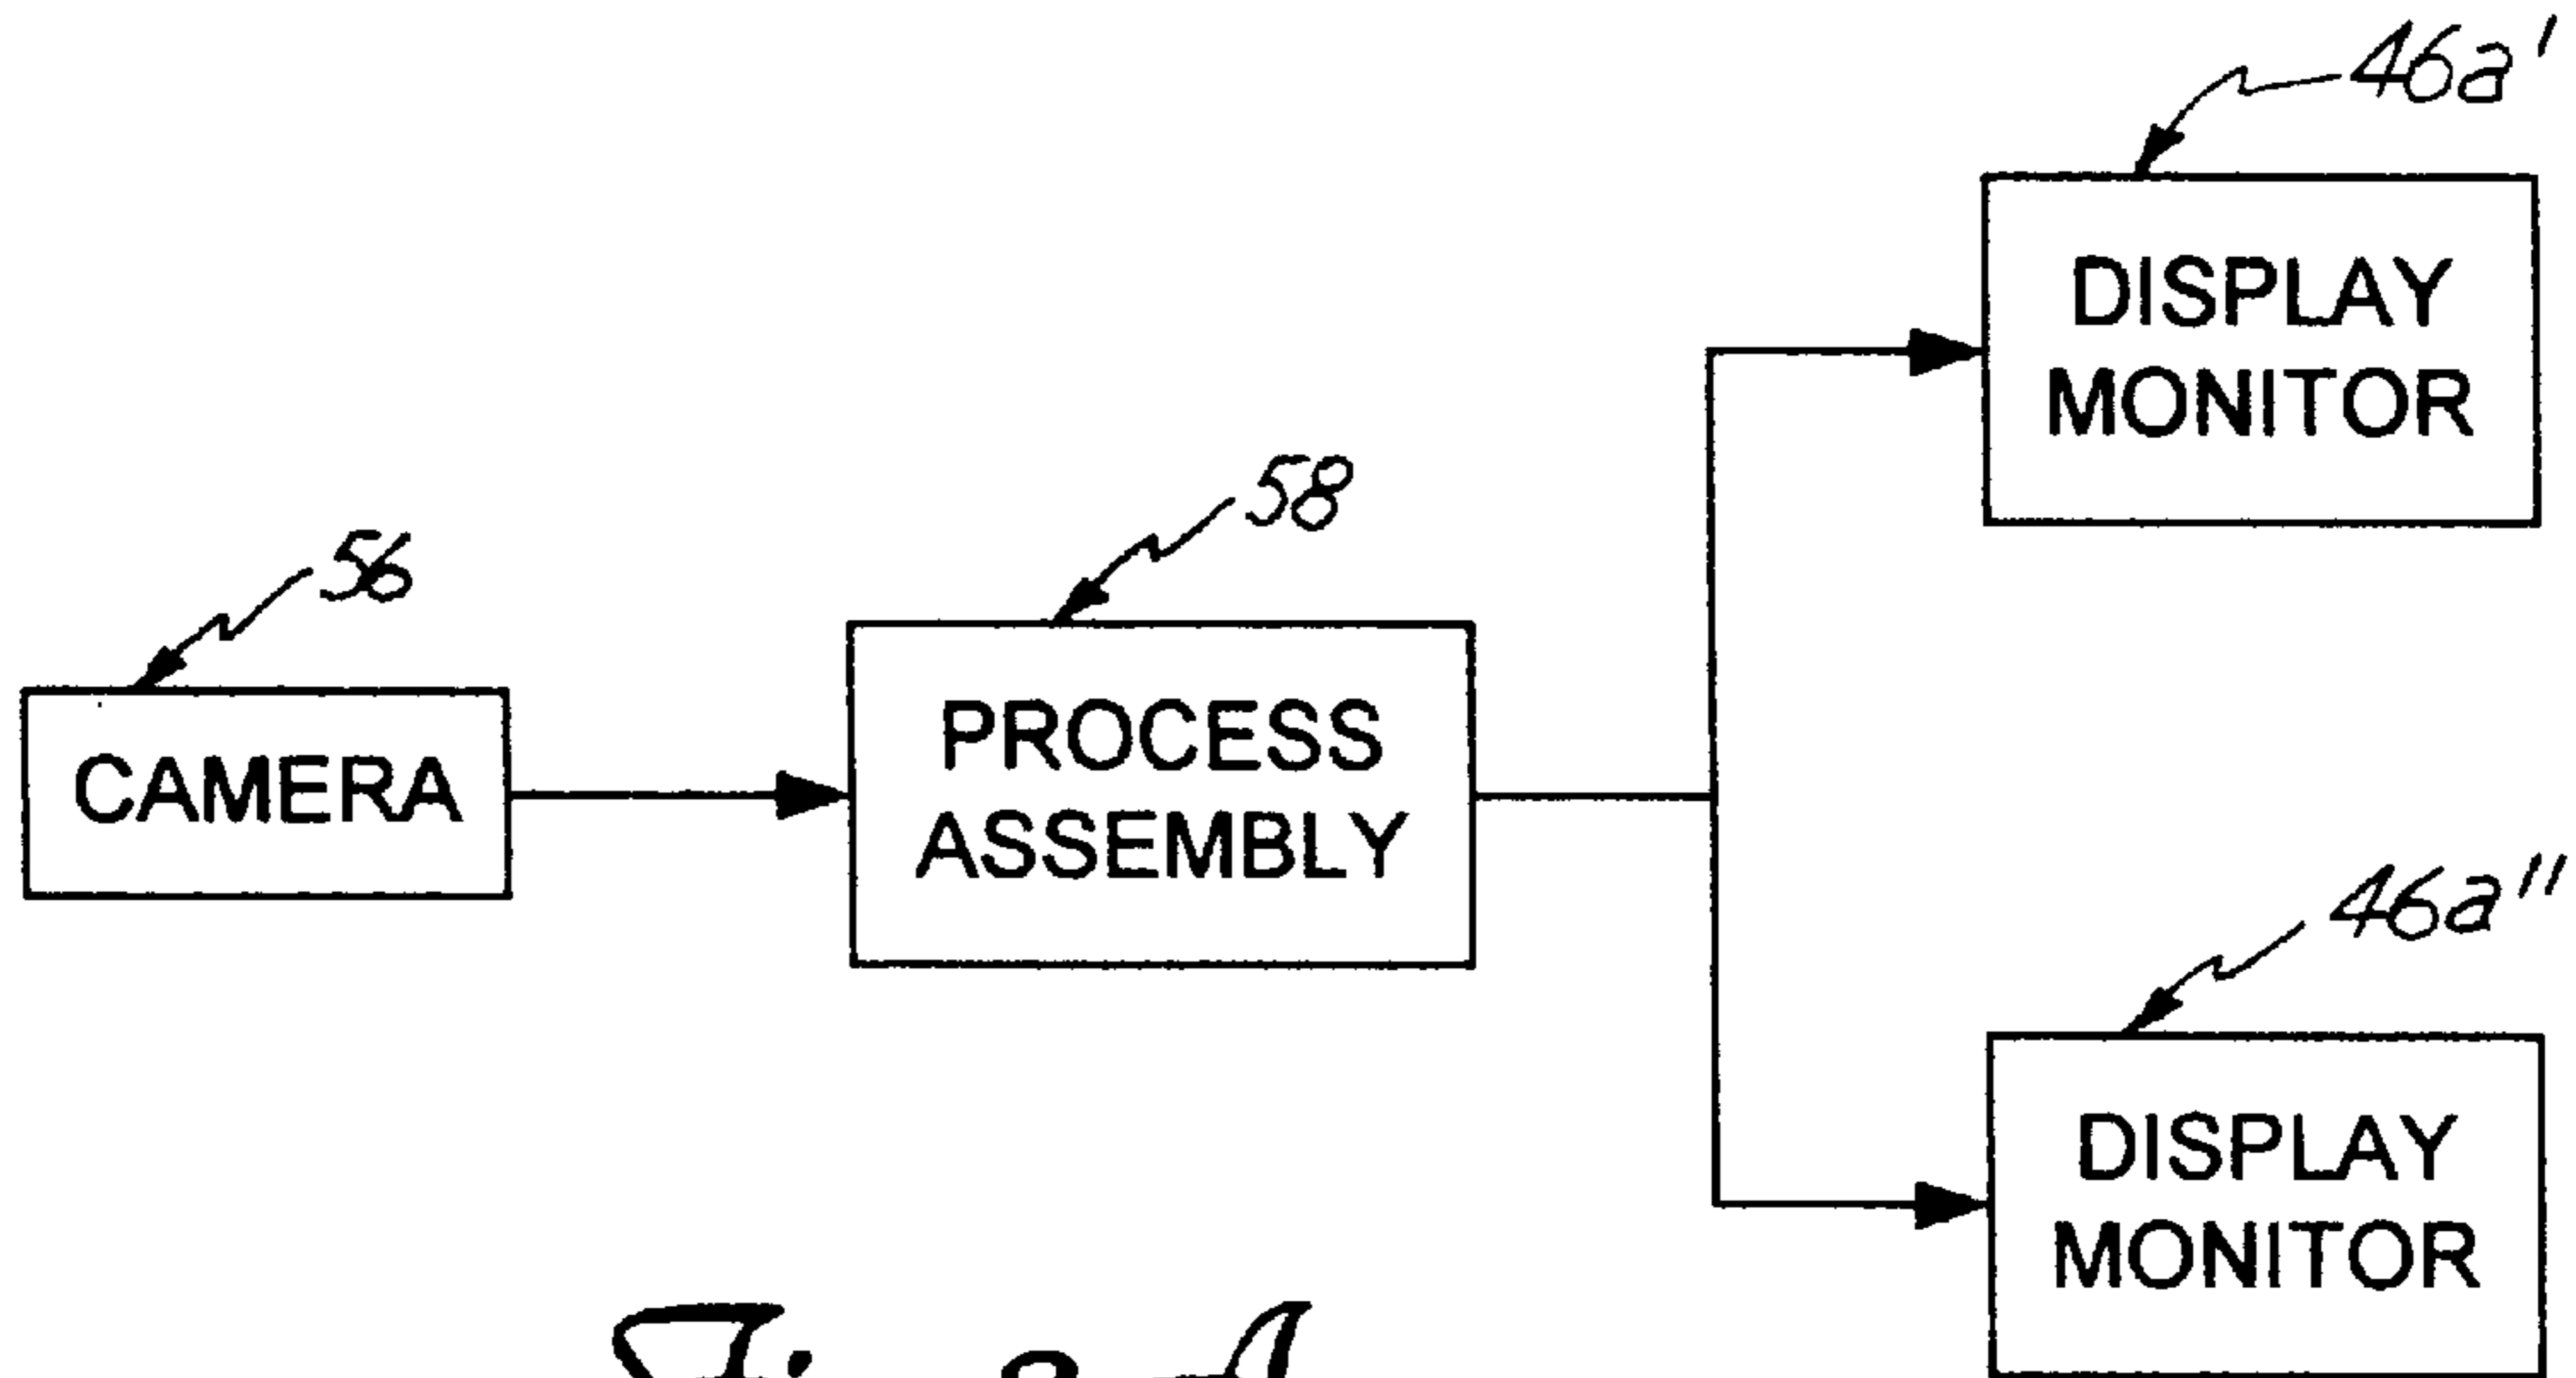 46a'
DISPLAY
MONITOR
58
56
PROCESS
ASSEMBLY
CAMERA
46a"
DISPLAY
MONITOR